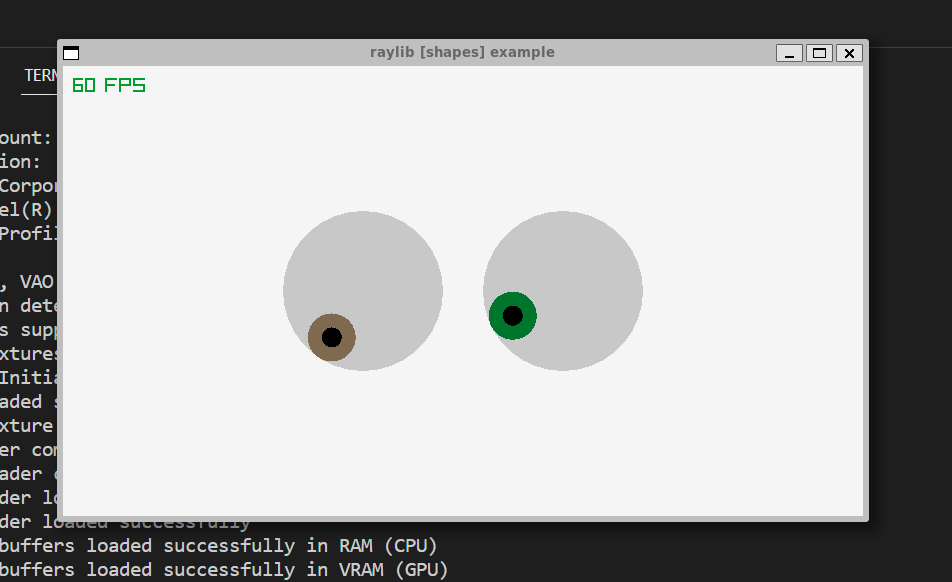 raylib [shapes] example
60 FPS
TERM
ount:
ion:
Corpor
el(R)
Profil
, VAO
n dete
s supp
xtures
Initia
aded s
xture
er con
ader
der lo
der loaded successfully
buffers loaded successfully in RAM (CPU)
buffers loaded successfully in VRAM (GPU)